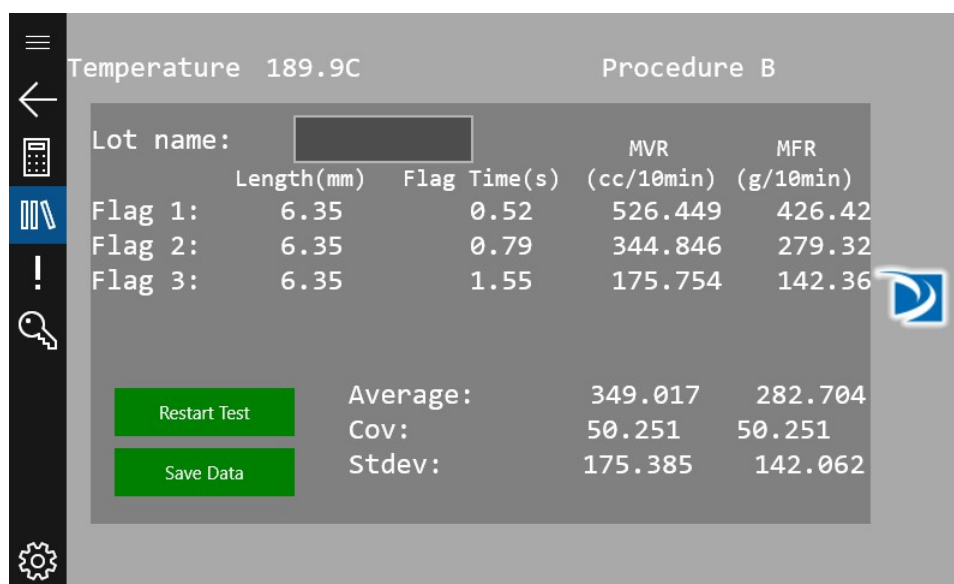 Temperature 189.9C Procedure B
Lot name:
MVR MFR
Length(mm) Flag Time(s) (cc/10min) (g/10min)
Flag 1: 6.35 0.52 526.449 426.42
Flag 2: 6.35 0.79 344.846 279.32
Flag 3: 6.35 1.55 175.754 142.36
Average: 349.017 282.704
Restart Test
Cov: 50.251 50.251
Stdev: 175.385 142.062
Save Data